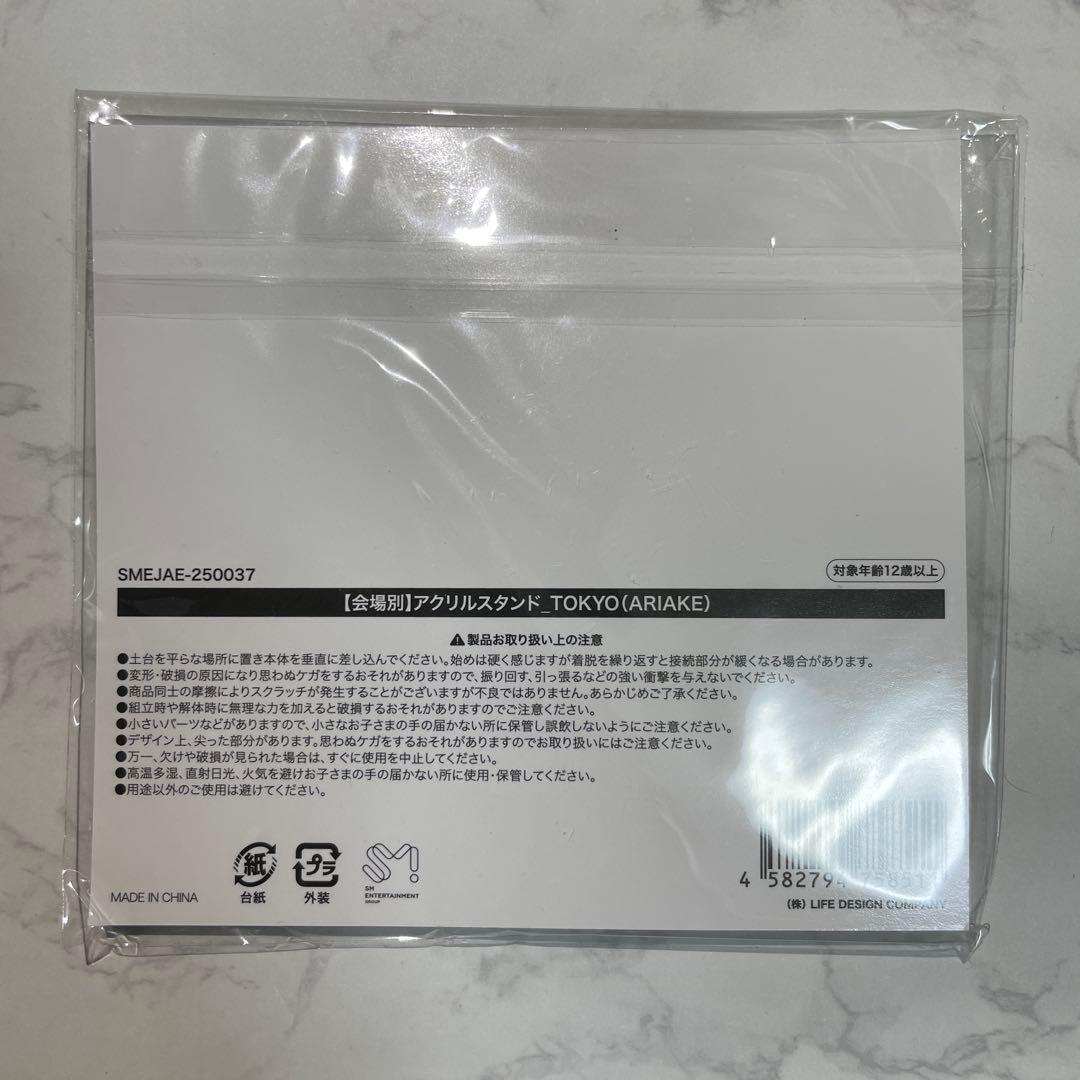 SMEJAE-250037
対象年齢12歳以上
【会場別】アクリルスタンド_TOKYO(ARIAKE)
⚠製品お取り扱い上の注意
●土台を平らな場所に置き本体を垂直に差し込んでください。始めは硬く感じますが着脱を繰り返すと接続部分が緩くなる場合があります。
●変形・破損の原因になり思わぬケガをするおそれがありますので、振り回す、引っ張るなどの強い衝撃を与えないでください。
●商品同士の摩擦によりスクラッチが発生することがございますが不良ではありません。あらかじめご了承ください。
●組立時や解体時に無理な力を加えると破損するおそれがありますのでご注意ください。
●小さいパーツなどがありますので、小さなお子さまの手の届かない所に保管し誤飲しないようにご注意ください。
●デザイン上、尖った部分があります。思わぬケガをするおそれがありますのでお取り扱いにはご注意ください。
●万一、欠けや破損が見られた場合は、すぐに使用を中止してください。
●高温多湿、直射日光、火気を避けお子さまの手の届かない所に使用・保管してください。
●用途以外のご使用は避けてください。
MADE IN CHINA
紙
台紙
プラ
外装
SM
SM
ENTERTAINMENT
GROUP
4 582794
(株) LIFE DESIGN COMPANY